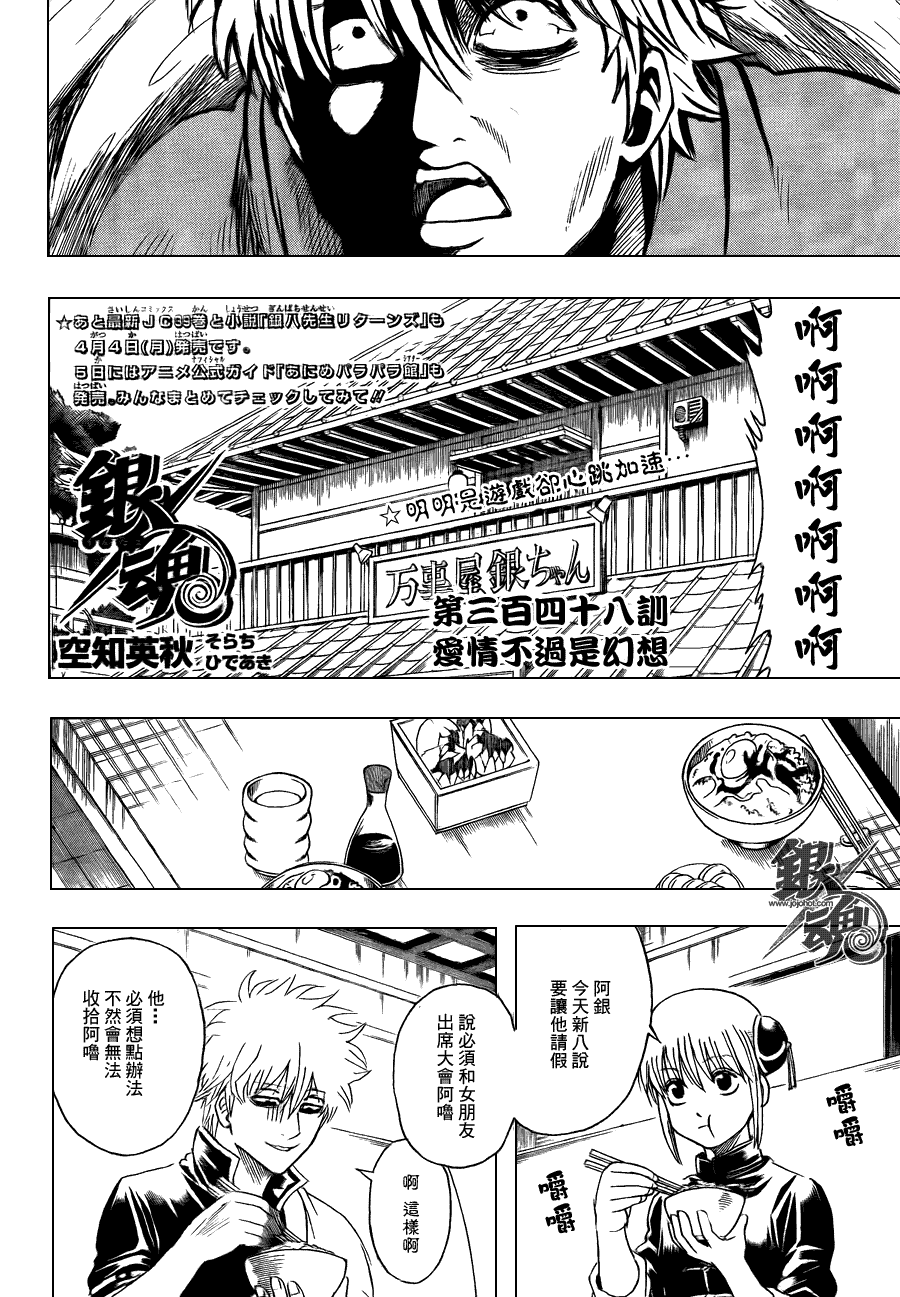 ☆あと最新JC39巻と小説『銀八先生リターンズ』も
4月4日(月)発売です。
5日にはアニメ公式ガイド『あにめパラパラ館』も
発売。みんなまとめてチェックしてみて!!
啊啊啊啊啊啊啊
☆明明是遊戲卻心跳加速…
銀魂
万事屋銀ちゃん
第三百四十八訓
愛情不過是幻想
空知英秋
そらち
ひであき
銀魂
www.jojohot.com
阿銀
今天新八說
要讓他請假
嚼嚼
嚼嚼
說必須和女朋友
出席大會阿嚕
啊 這樣啊
他…
必須想點辦法
不然會無法
收拾阿嚕